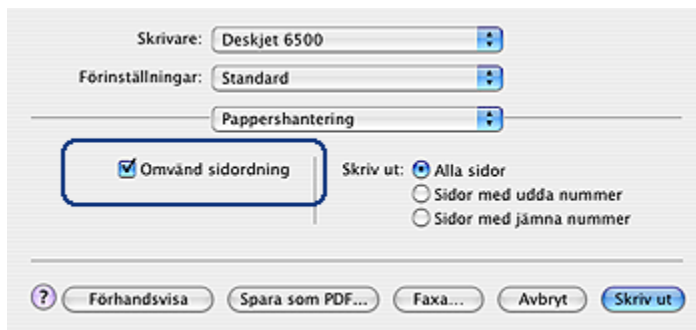 Skrivare: Deskjet 6500
Förinställningar: Standard
Pappershantering
Omvänd sidordning
Skriv ut: Alla sidor
Sidor med udda nummer
Sidor med jämna nummer
? Förhandsvisa Spara som PDF... Faxa... Avbryt Skriv ut